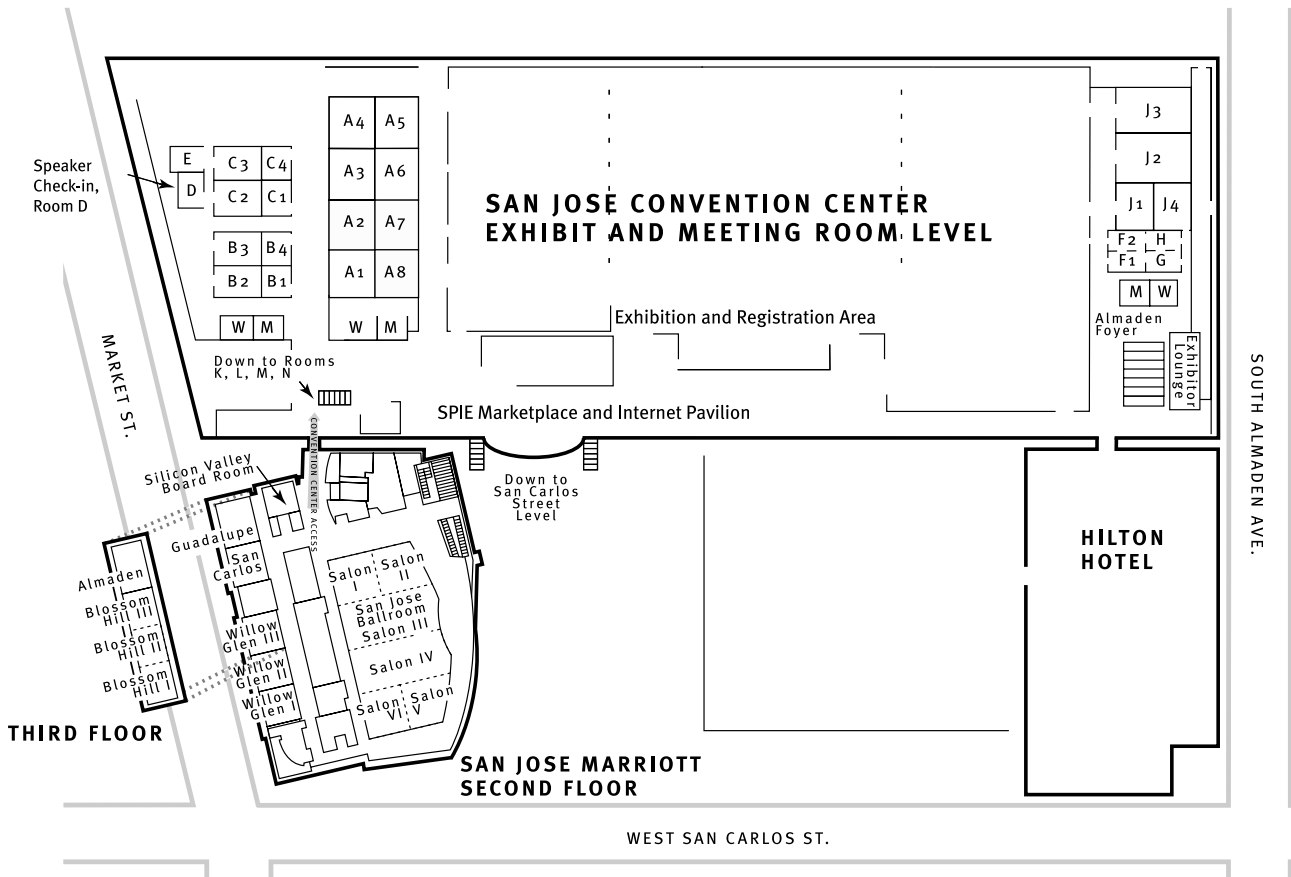 A4 A5
J3
Speaker
Check-in,
Room D
E
C3 C4
A3 A6
J2
D
C2 C1
SAN JOSE CONVENTION CENTER
EXHIBIT AND MEETING ROOM LEVEL
J1 J4
A2 A7
B3 B4
F2 H
F1 G
A1 A8
B2 B1
M W
W M
W M
Exhibition and Registration Area
Almaden
Foyer
Exhibitor
Lounge
MARKET ST.
Down to Rooms
K, L, M, N
SPIE Marketplace and Internet Pavilion
SOUTH ALMADEN AVE.
CONVENTION CENTER ACCESS
Silicon Valley
Board Room
Down to
San Carlos
Street
Level
Guadalupe
San
Carlos
HILTON
HOTEL
Almaden
Blossom
Hill III
Blossom
Hill II
Blossom
Hill I
Salon
I
Salon
II
San Jose
Ballroom
Salon III
Willow
Glen III
Willow
Glen II
Willow
Glen I
Salon IV
Salon
VI
Salon
V
THIRD FLOOR
SAN JOSE MARRIOTT
SECOND FLOOR
WEST SAN CARLOS ST.